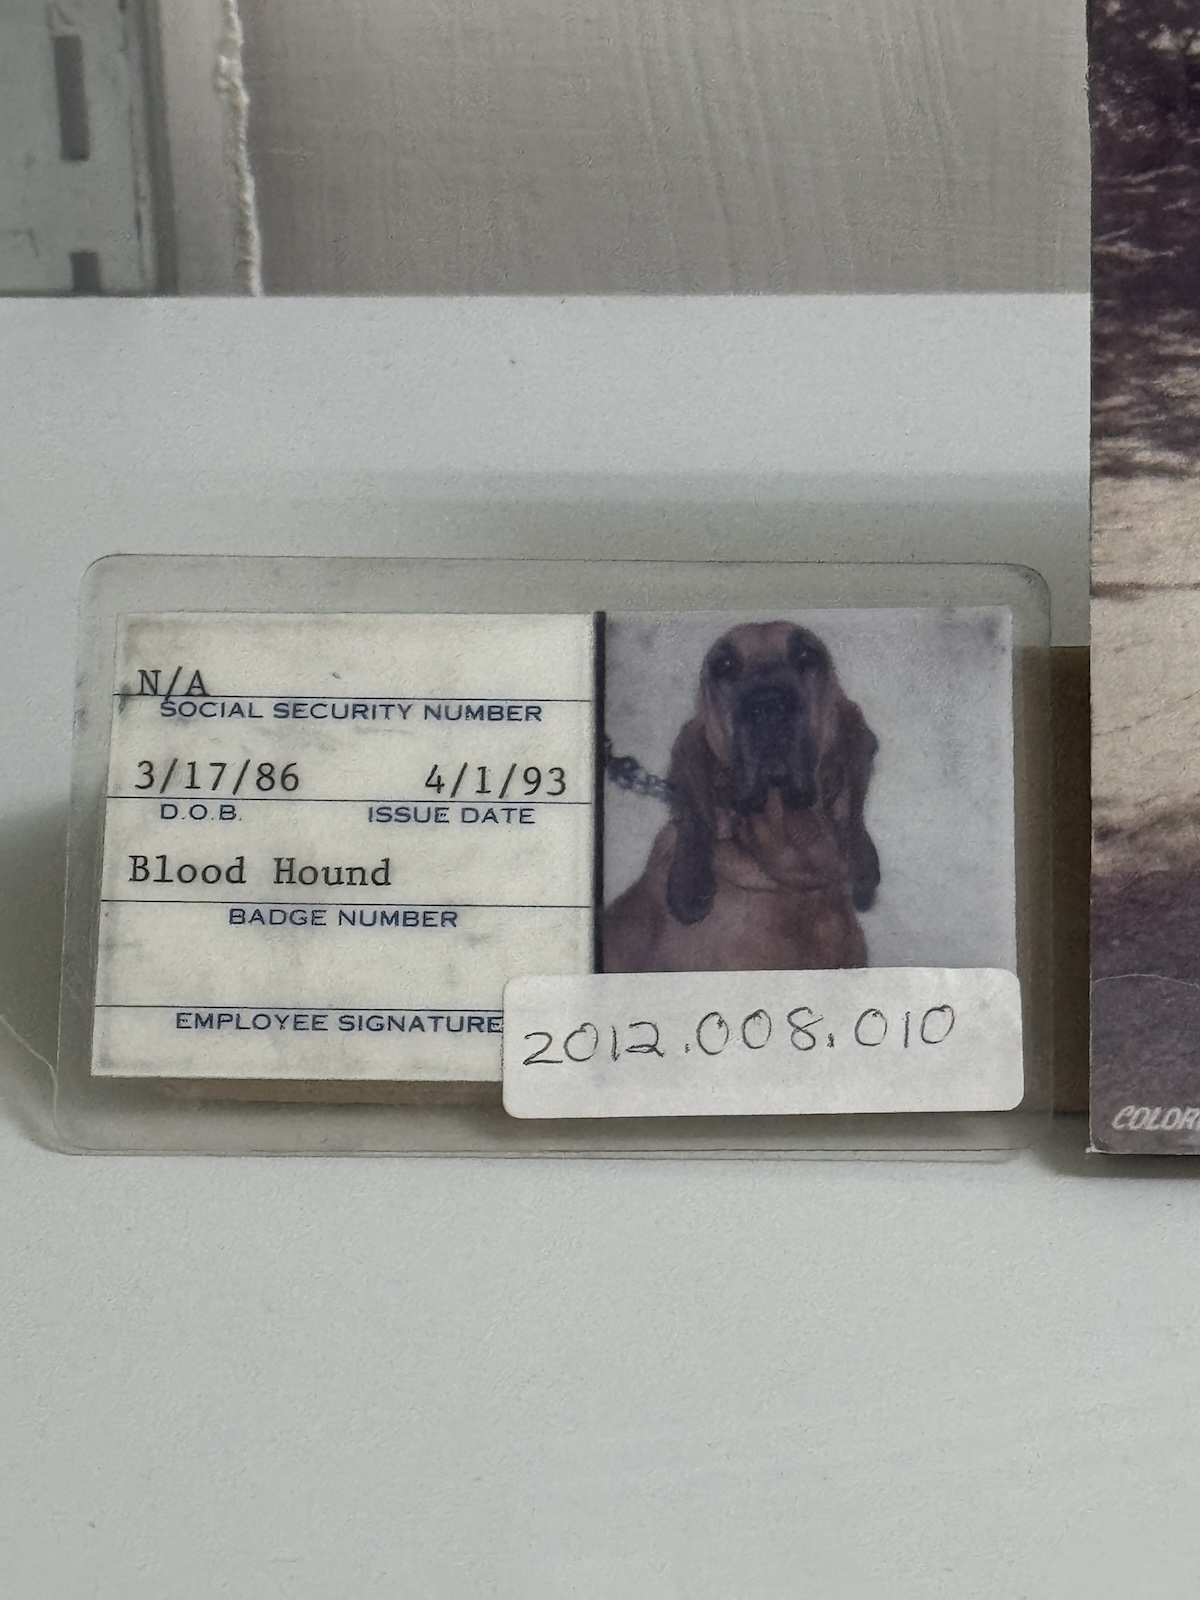 N/A
SOCIAL SECURITY NUMBER
3/17/86 4/1/93
D.O.B. ISSUE DATE
Blood Hound
BADGE NUMBER
EMPLOYEE SIGNATURE
2012.008.010